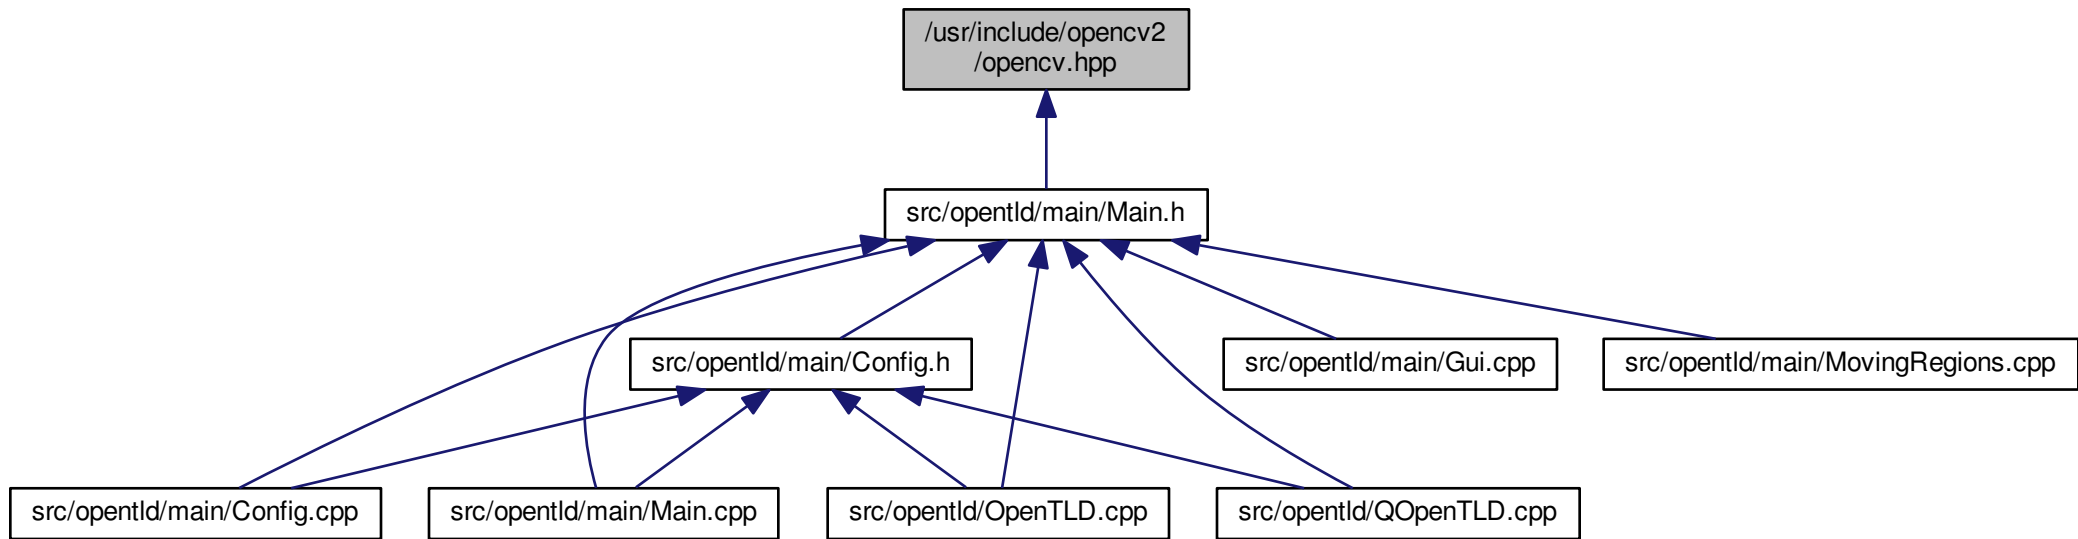 /usr/include/opencv2
/opencv.hpp
src/opentld/main/Main.h
src/opentld/main/Config.h
src/opentld/main/Gui.cpp
src/opentld/main/MovingRegions.cpp
src/opentld/main/Config.cpp
src/opentld/main/Main.cpp
src/opentld/OpenTLD.cpp
src/opentld/QOpenTLD.cpp